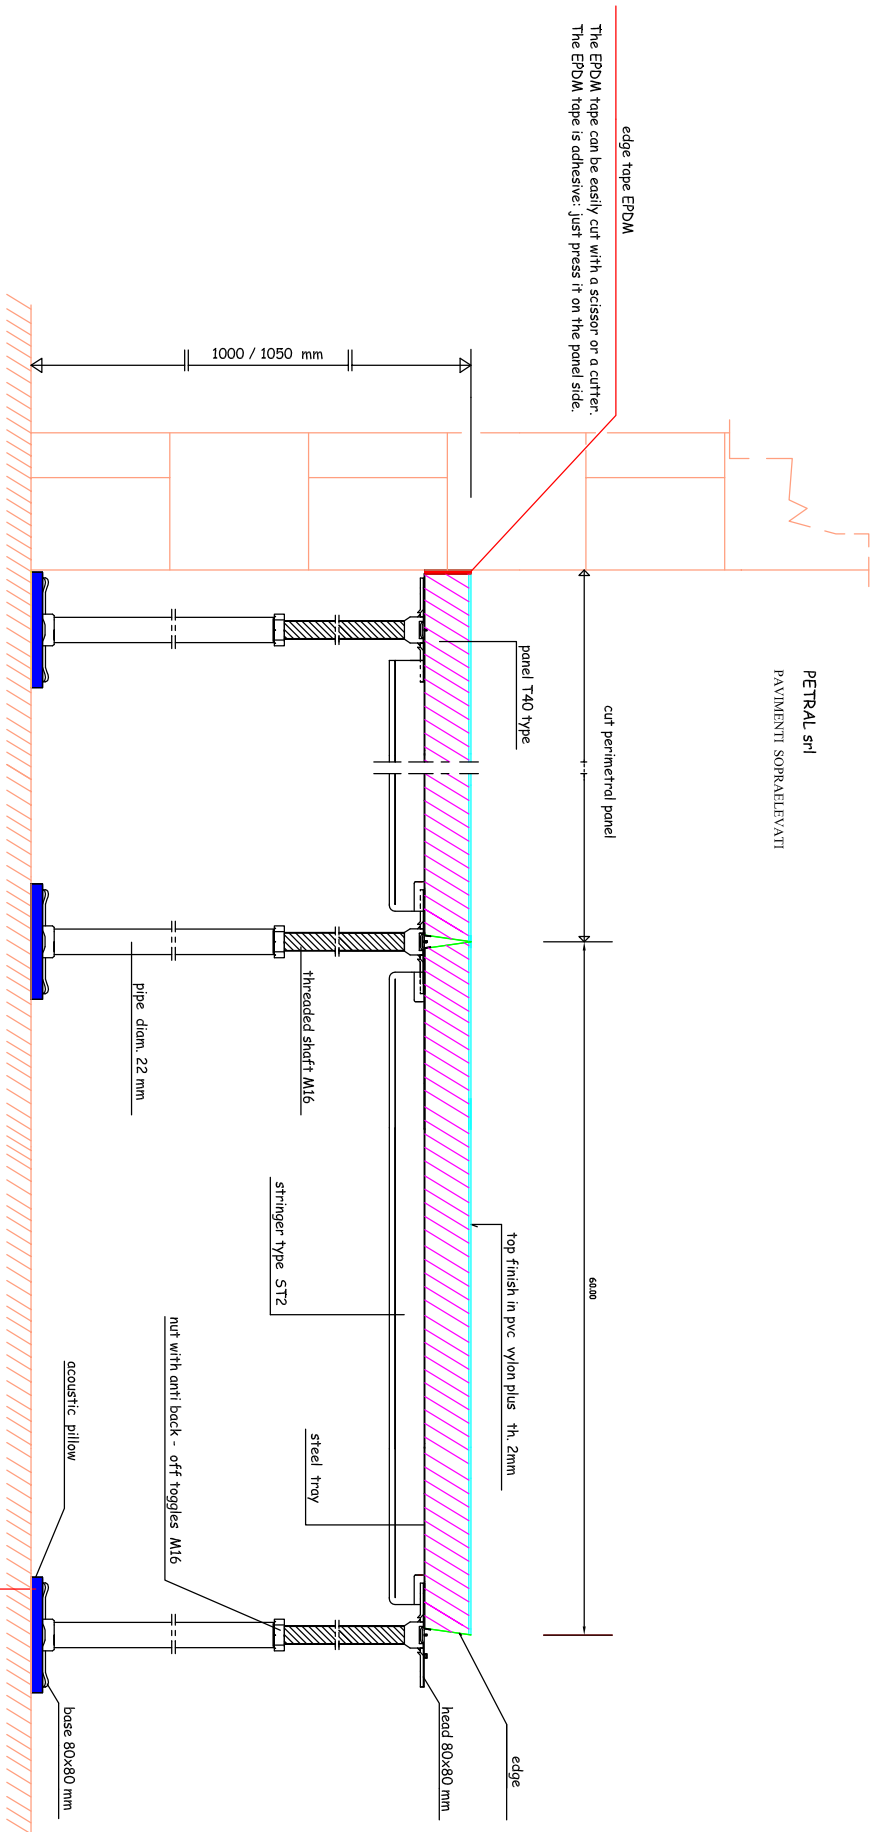 PETRAL srl
PAVIMENTI SOPRAELEVATI
edge tape EPDM
The EPDM tape can be easily cut with a scissor or a cutter.
The EPDM tape is adhesive: just press it on the panel side.
cut perimetral panel
60.00
1000 / 1050 mm
panel T40 type
top finish in pvc vylon plus th. 2mm
edge
head 80x80 mm
threaded shaft M16
stringer type ST2
steel tray
pipe diam. 22 mm
nut with anti back - off toggles M16
acoustic pillow
base 80x80 mm